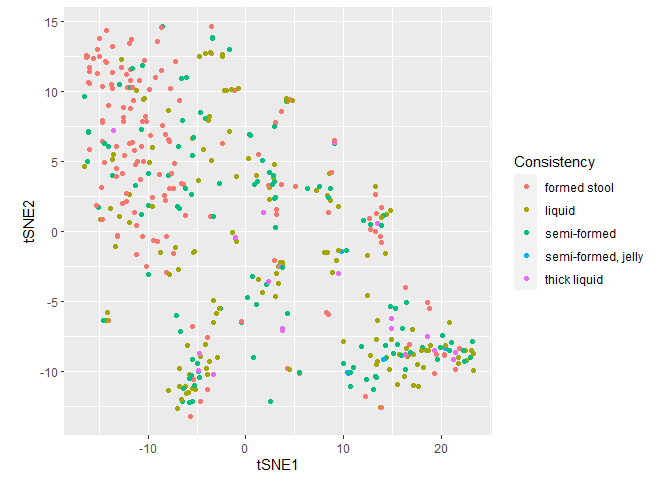 15
10
5
0
-5
-10
tSNE2
-10
0
10
20
tSNE1
Consistency
formed stool
liquid
semi-formed
semi-formed, jelly
thick liquid